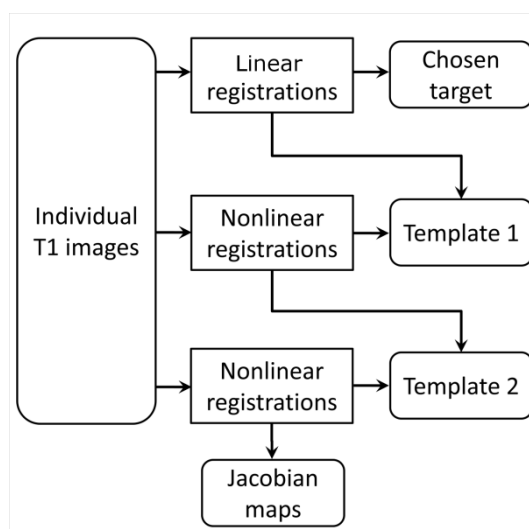 Individual
T1 images
Linear
registrations
Chosen
target
Nonlinear
registrations
Template 1
Nonlinear
registrations
Template 2
Jacobian
maps